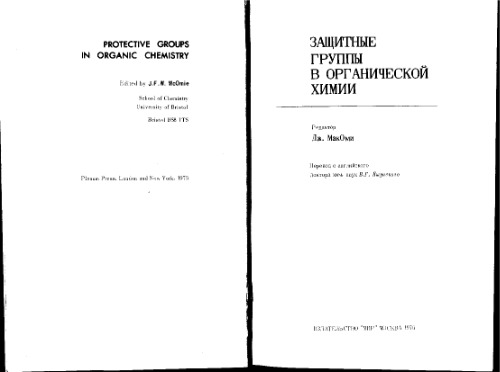 PROTECTIVE GROUPS
IN ORGANIC CHEMISTRY
Edited by J.F.W. McOmie
School of Chemistry
University of Bristol
Bristol BS8 1TS
Plenum Press, London and New York, 1973
ЗАЩИТНЫЕ
ГРУППЫ
В ОРГАНИЧЕСКОЙ
ХИМИИ
Редактор
Дж. МакОми
Перевод с английского
доктора хим. наук В.Г.
ИЗДАТЕЛЬСТВО "МИР" МОСКВА